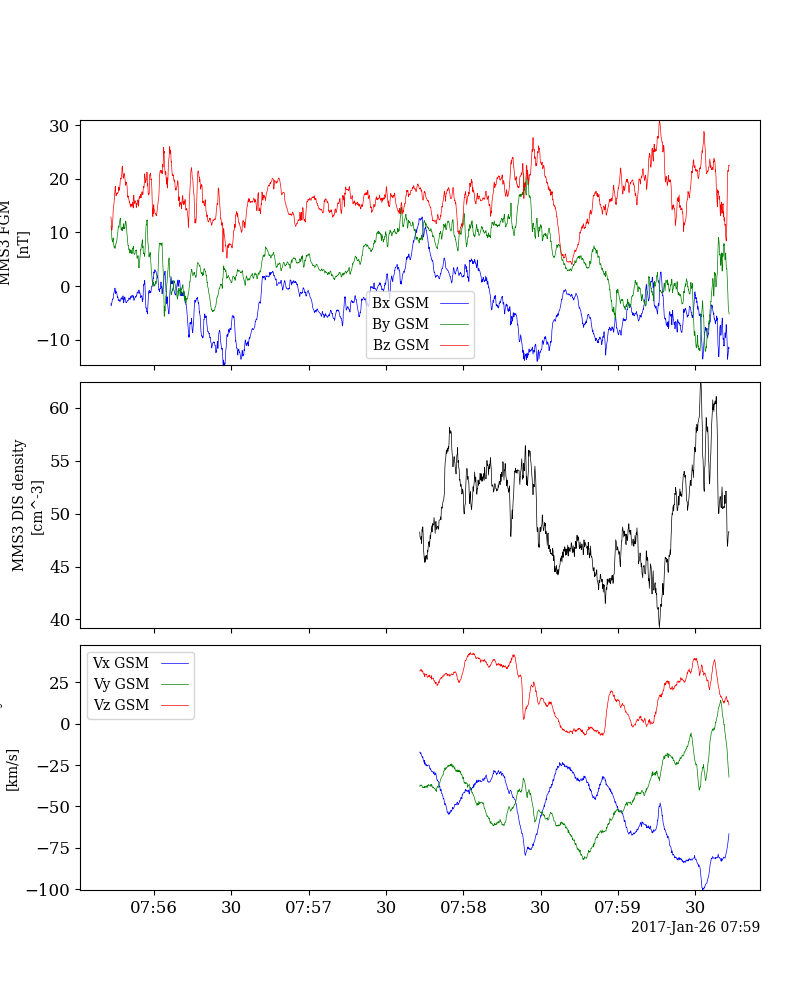 30
20
10
0
−10
MMS3 FGM
[nT]
Bx GSM
By GSM
Bz GSM
60
55
50
45
40
MMS3 DIS density
[cm^-3]
25
0
−25
−50
−75
−100
[km/s]
Vx GSM
Vy GSM
Vz GSM
07:56 30 07:57 30 07:58 30 07:59 30
2017-Jan-26 07:59